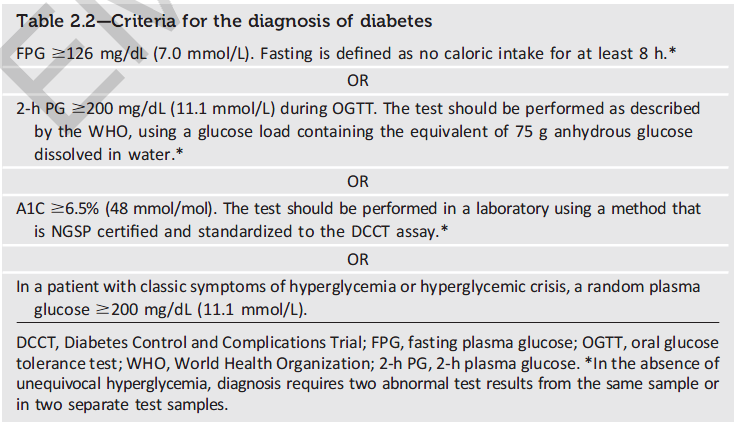 Table 2.2—Criteria for the diagnosis of diabetes
FPG ≥126 mg/dL (7.0 mmol/L). Fasting is defined as no caloric intake for at least 8 h.*
OR
2-h PG ≥200 mg/dL (11.1 mmol/L) during OGTT. The test should be performed as described
by the WHO, using a glucose load containing the equivalent of 75 g anhydrous glucose
dissolved in water.*
OR
A1C ≥6.5% (48 mmol/mol). The test should be performed in a laboratory using a method that
is NGSP certified and standardized to the DCCT assay.*
OR
In a patient with classic symptoms of hyperglycemia or hyperglycemic crisis, a random plasma
glucose ≥200 mg/dL (11.1 mmol/L).
DCCT, Diabetes Control and Complications Trial; FPG, fasting plasma glucose; OGTT, oral glucose
tolerance test; WHO, World Health Organization; 2-h PG, 2-h plasma glucose. *In the absence of
unequivocal hyperglycemia, diagnosis requires two abnormal test results from the same sample or
in two separate test samples.